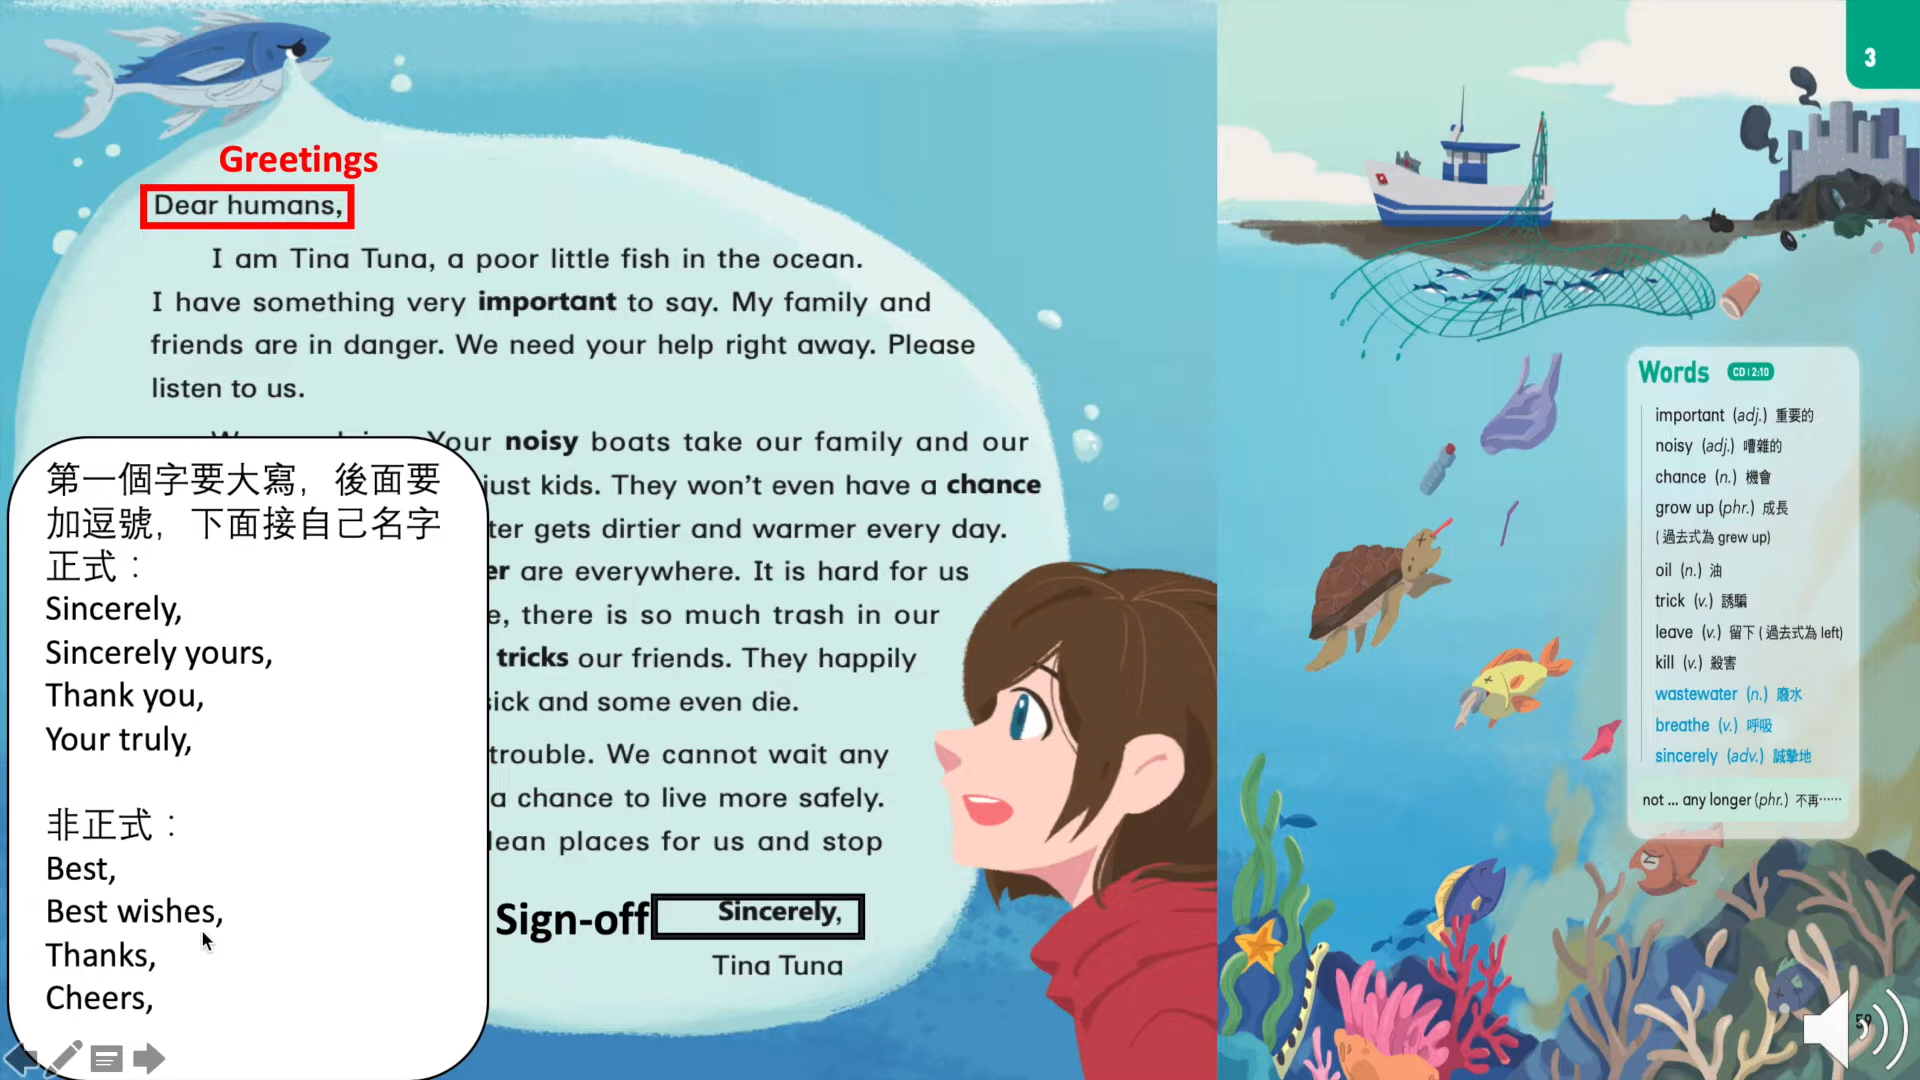 Greetings
Dear humans,
I am Tina Tuna, a poor little fish in the ocean.
I have something very important to say. My family and
friends are in danger. We need your help right away. Please
listen to us.
Your noisy boats take our family and our
just kids. They won't even have a chance
ter gets dirtier and warmer every day.
er are everywhere. It is hard for us
e, there is so much trash in our
tricks our friends. They happily
sick and some even die.
trouble. We cannot wait any
a chance to live more safely.
lean places for us and stop
Sign-off
Sincerely,
Tina Tuna
第一個字要大寫,後面要
加逗號,下面接自己名字
正式:
Sincerely,
Sincerely yours,
Thank you,
Your truly,
非正式:
Best,
Best wishes,
Thanks,
Cheers,
3
Words CD|2:10
important (adj.) 重要的
noisy (adj.) 嘈雜的
chance (n.) 機會
grow up (phr.) 成長
(過去式為 grew up)
oil (n.) 油
trick (v.) 誘騙
leave (v.) 留下 (過去式為 left)
kill (v.) 殺害
wastewater (n.) 廢水
breathe (v.) 呼吸
sincerely (adv.) 誠摯地
not ... any longer (phr.) 不再……
59